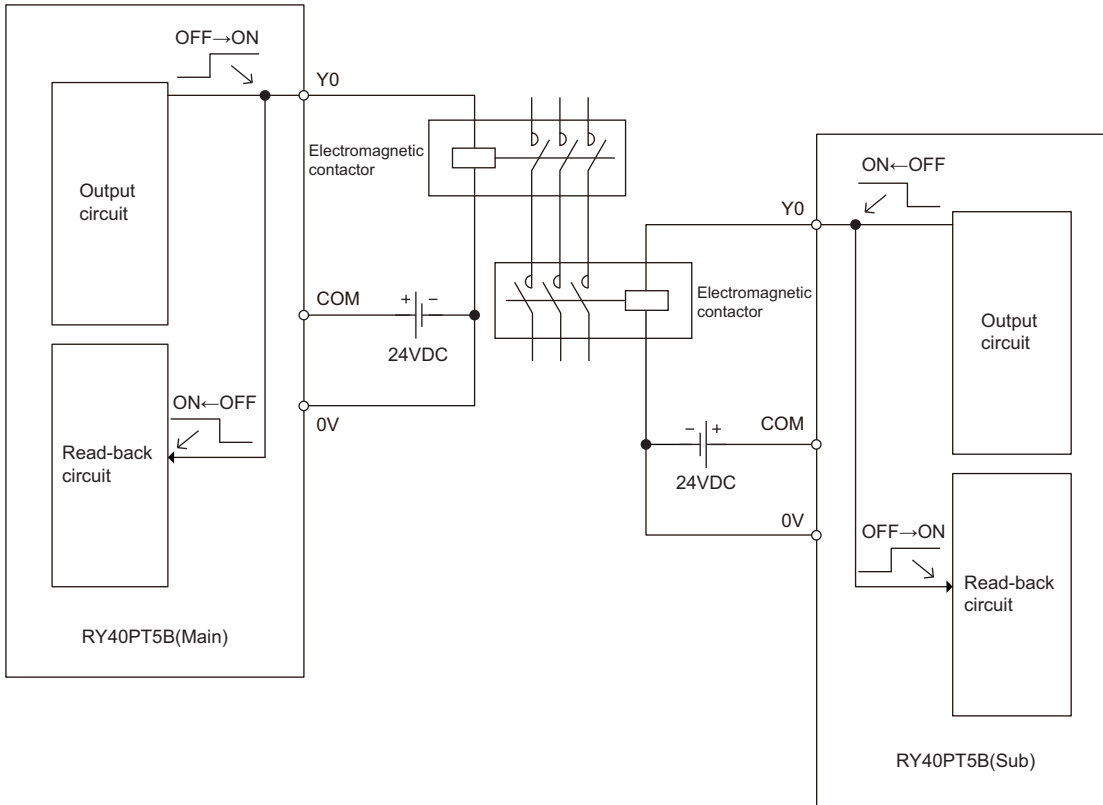 OFF→ON
Y0
Output
circuit
Electromagnetic
contactor
COM
+ −
24VDC
ON←OFF
0V
Read-back
circuit
RY40PT5B(Main)
ON←OFF
Y0
Output
circuit
Electromagnetic
contactor
COM
− +
24VDC
0V
OFF→ON
Read-back
circuit
RY40PT5B(Sub)